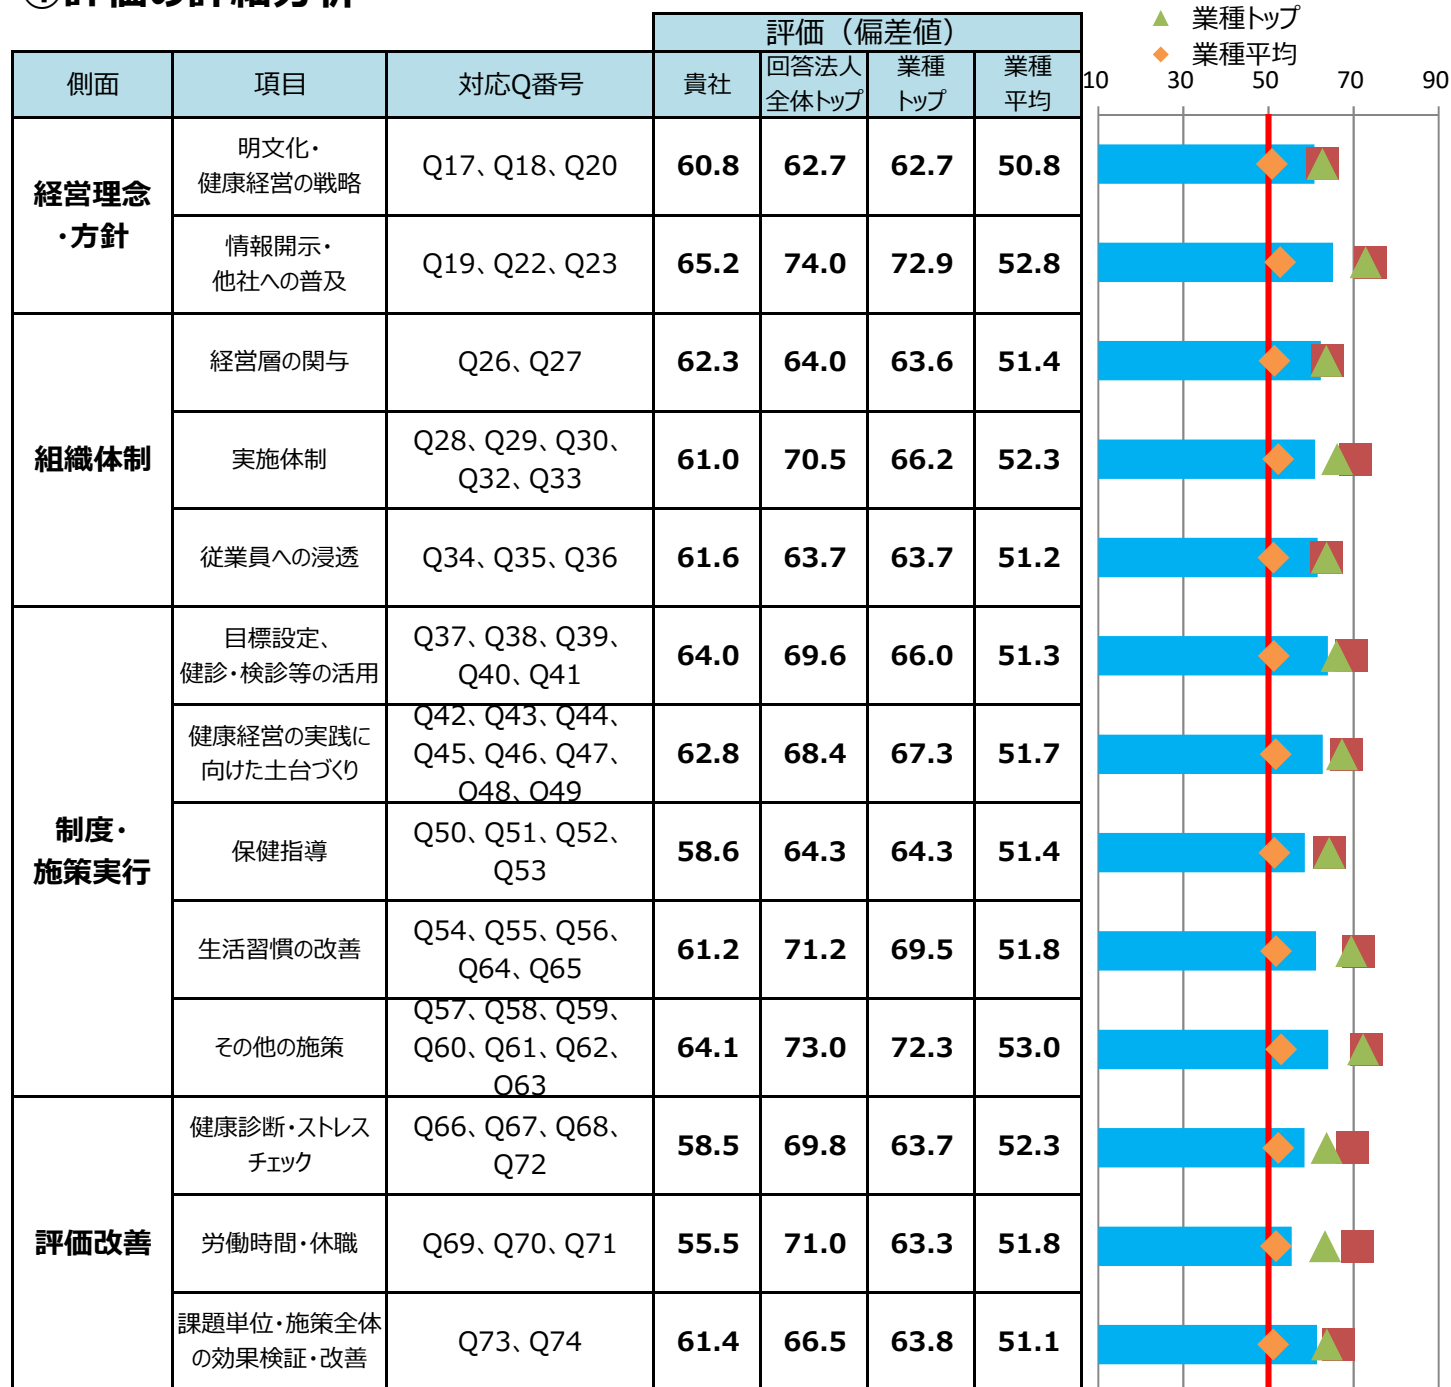 ①評価の詳細分析
業種トップ
業種平均
評価（偏差値）
側面 項目 対応Q番号 貴社 回答法人 全体トップ 業種 トップ 業種 平均
10 30 50 70 90
経営理念
・方針
明文化・
健康経営の戦略
Q17、Q18、Q20
60.8 62.7 62.7 50.8
情報開示・
他社への普及
Q19、Q22、Q23
65.2 74.0 72.9 52.8
組織体制
経営層の関与
Q26、Q27
62.3 64.0 63.6 51.4
実施体制
Q28、Q29、Q30、
Q32、Q33
61.0 70.5 66.2 52.3
従業員への浸透
Q34、Q35、Q36
61.6 63.7 63.7 51.2
制度・
施策実行
目標設定、
健診・検診等の活用
Q37、Q38、Q39、
Q40、Q41
64.0 69.6 66.0 51.3
健康経営の実践に
向けた土台づくり
Q42、Q43、Q44、
Q45、Q46、Q47、
Q48、Q49
62.8 68.4 67.3 51.7
保健指導
Q50、Q51、Q52、
Q53
58.6 64.3 64.3 51.4
生活習慣の改善
Q54、Q55、Q56、
Q64、Q65
61.2 71.2 69.5 51.8
その他の施策
Q57、Q58、Q59、
Q60、Q61、Q62、
Q63
64.1 73.0 72.3 53.0
評価改善
健康診断・ストレス
チェック
Q66、Q67、Q68、
Q72
58.5 69.8 63.7 52.3
労働時間・休職
Q69、Q70、Q71
55.5 71.0 63.3 51.8
課題単位・施策全体
の効果検証・改善
Q73、Q74
61.4 66.5 63.8 51.1